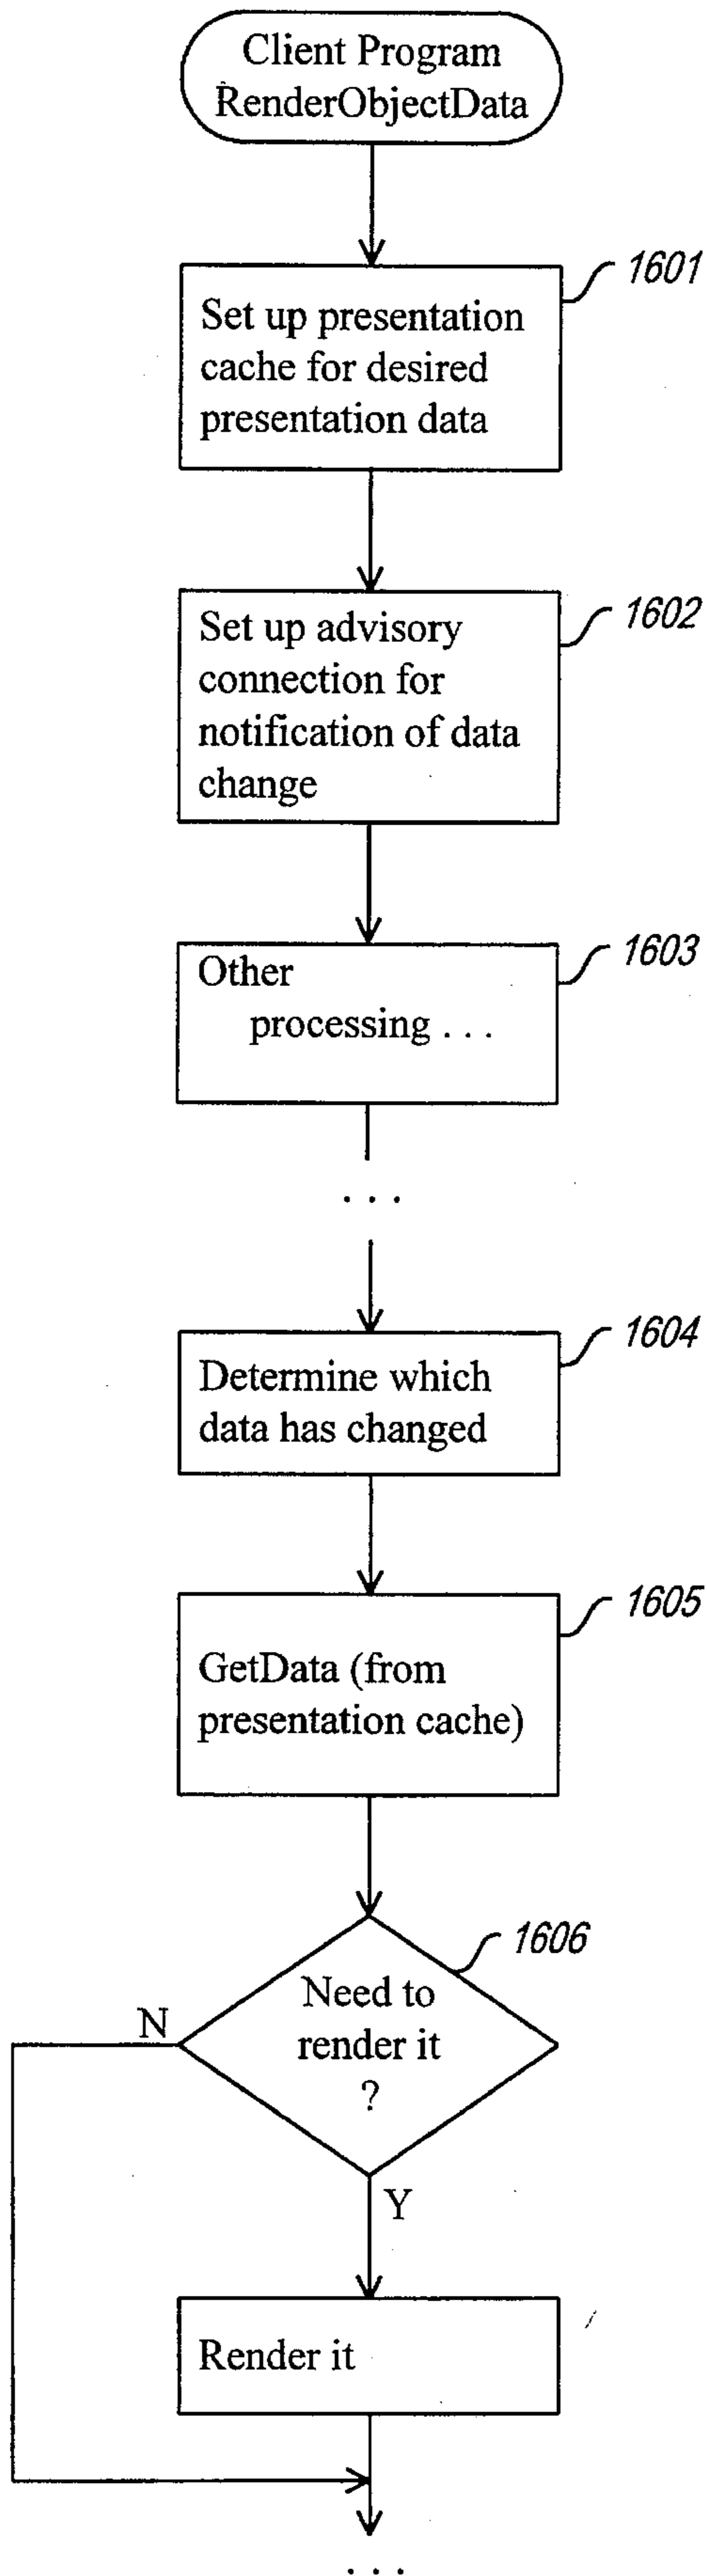 Client Program
RenderObjectData
1601
Set up presentation
cache for desired
presentation data
1602
Set up advisory
connection for
notification of data
change
1603
Other
processing . . .
. . .
1604
Determine which
data has changed
1605
GetData (from
presentation cache)
1606
Need to
render it
?
N
Y
Render it
. . .